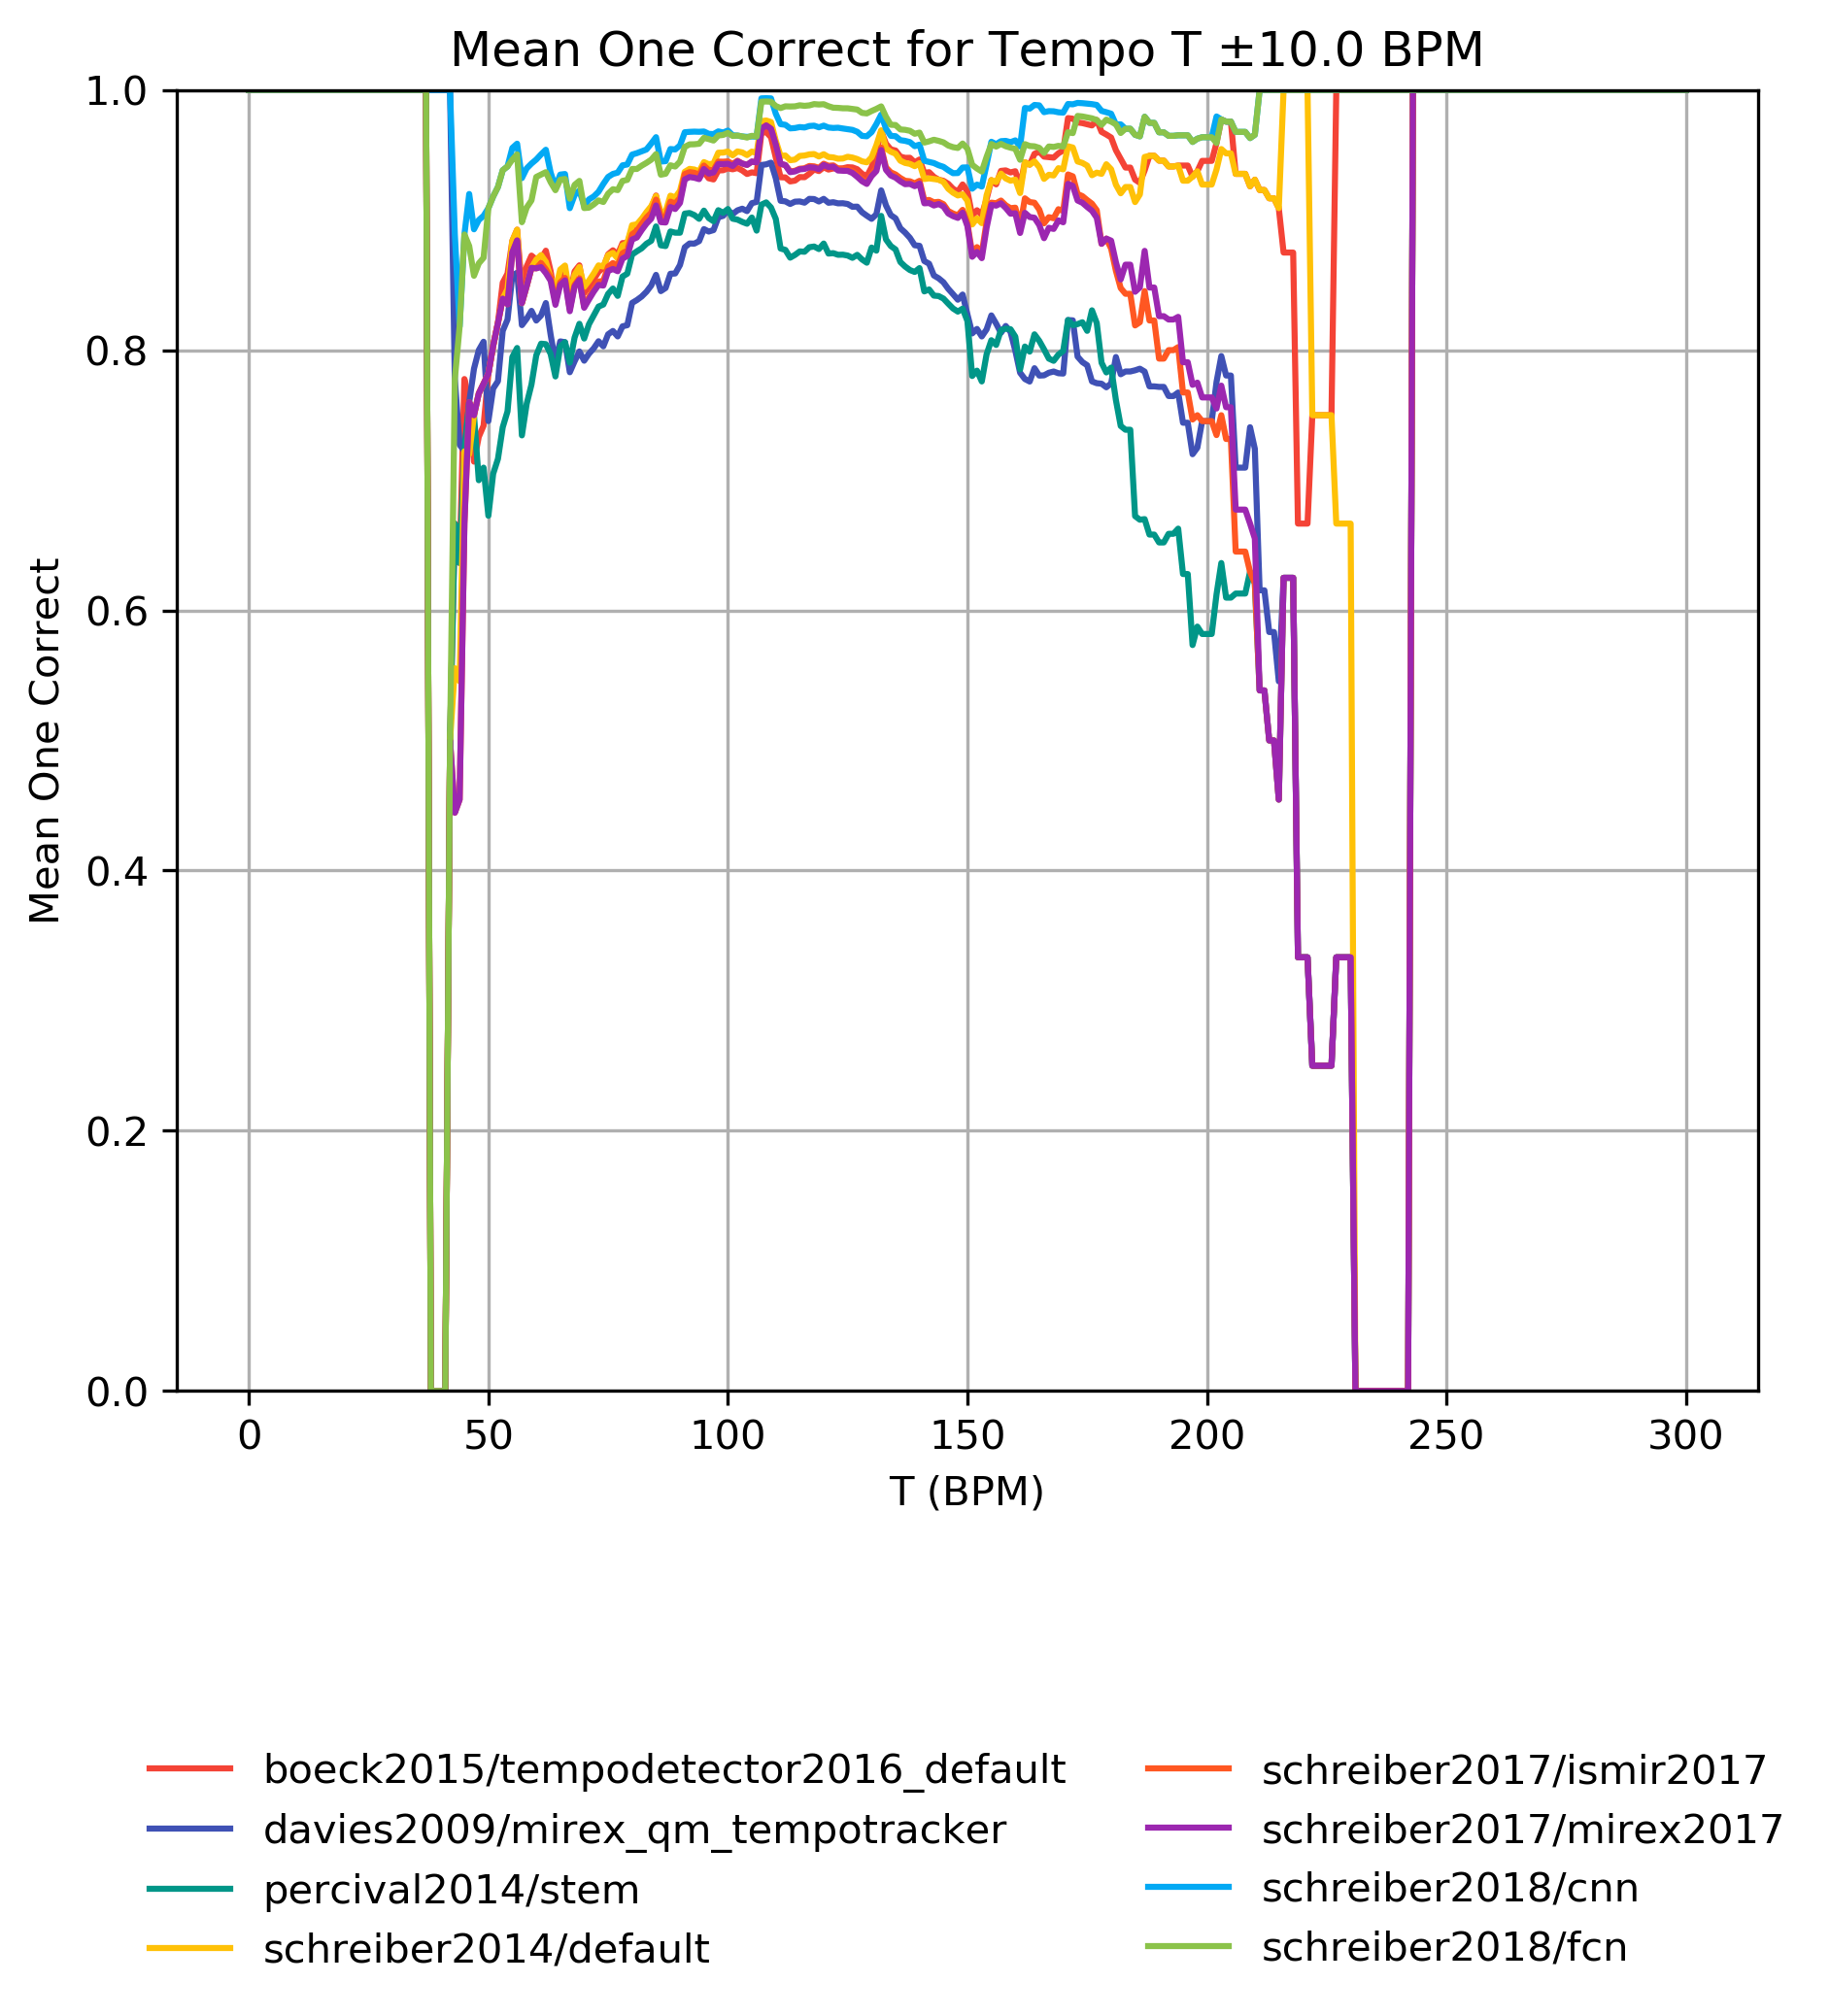 Mean One Correct for Tempo T ±10.0 BPM
Mean One Correct
1.0
0.8
0.6
0.4
0.2
0.0
0 50 100 150 200 250 300
T (BPM)
boeck2015/tempodetector2016_default
davies2009/mirex_qm_tempotracker
percival2014/stem
schreiber2014/default
schreiber2017/ismir2017
schreiber2017/mirex2017
schreiber2018/cnn
schreiber2018/fcn